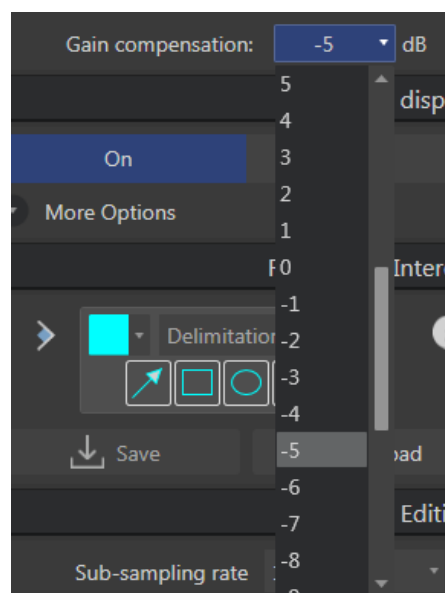 Gain compensation: -5 dB
5
disp
4
On
3
2
More Options
1
0
Inter
-1
Delimitation
-2
-3
-4
-5
Save
oad
-6
Editi
-7
-8
Sub-sampling rate